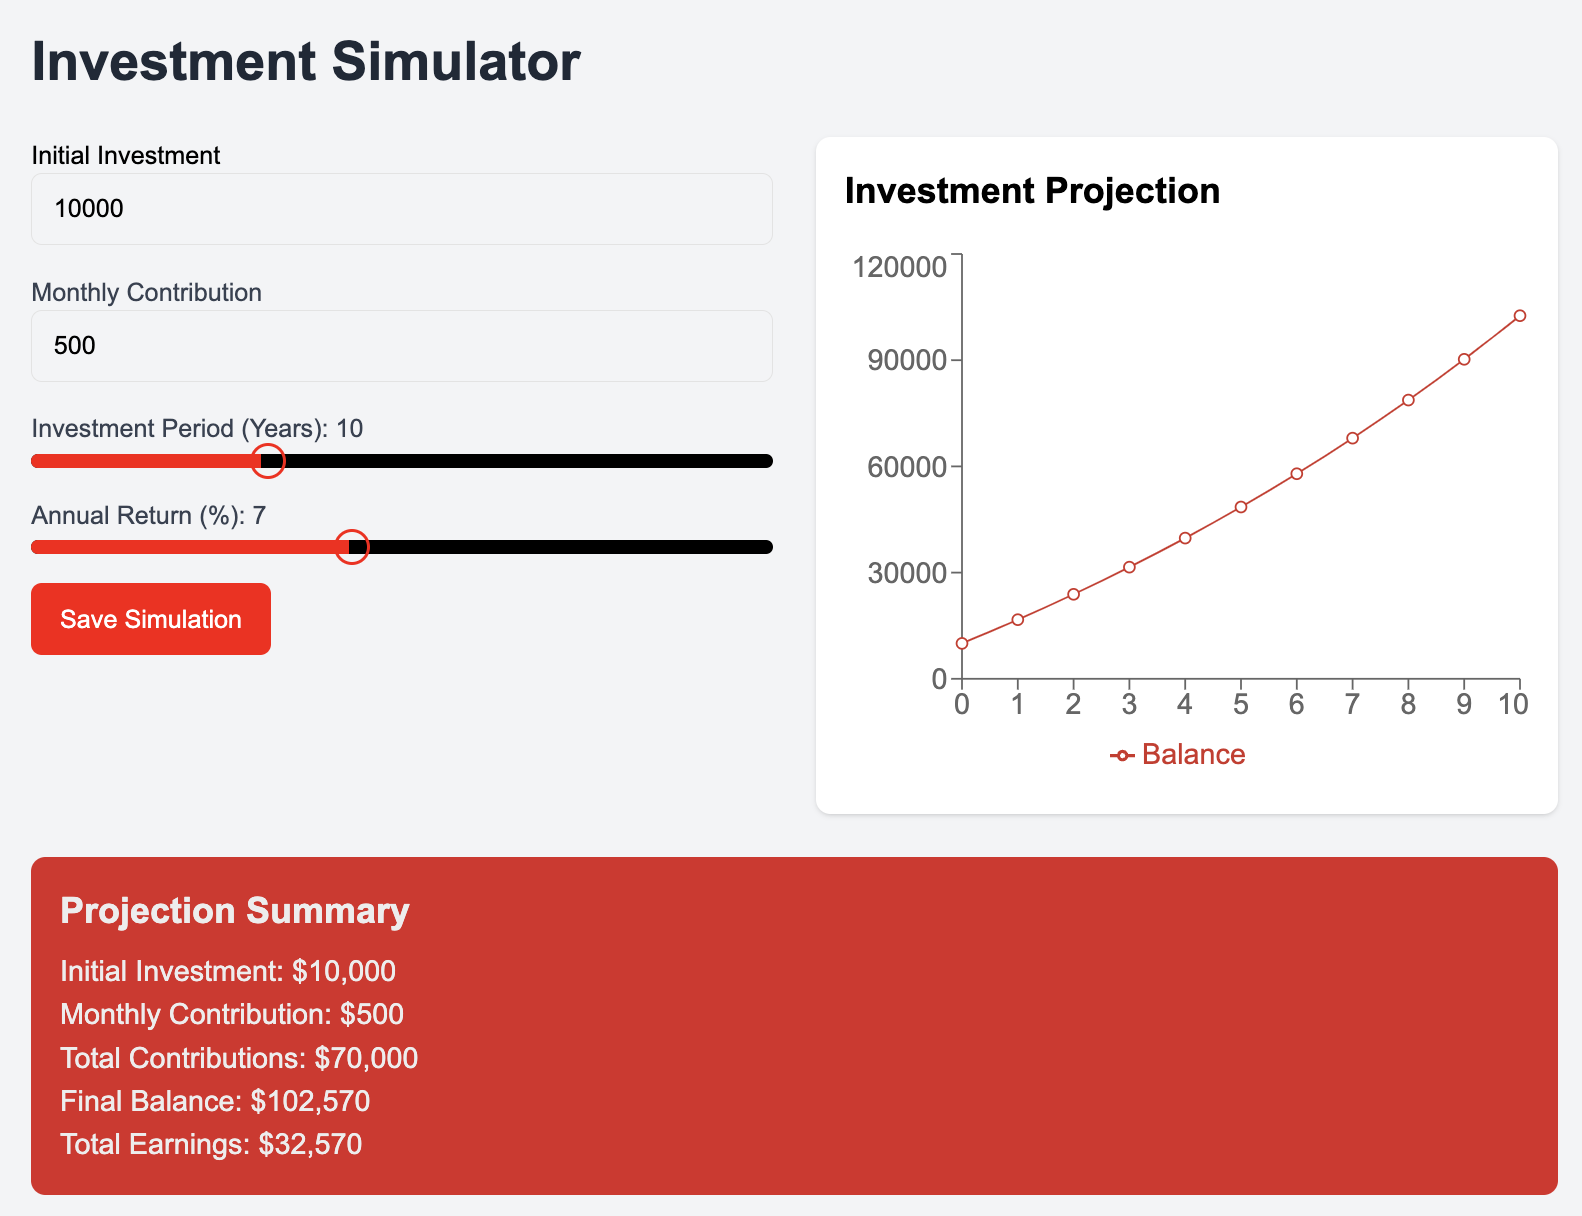 Investment Simulator
Initial Investment
10000
Monthly Contribution
500
Investment Period (Years): 10
Annual Return (%): 7
Save Simulation
Investment Projection
120000
90000
60000
30000
0
0 1 2 3 4 5 6 7 8 9 10
Balance
Projection Summary
Initial Investment: $10,000
Monthly Contribution: $500
Total Contributions: $70,000
Final Balance: $102,570
Total Earnings: $32,570